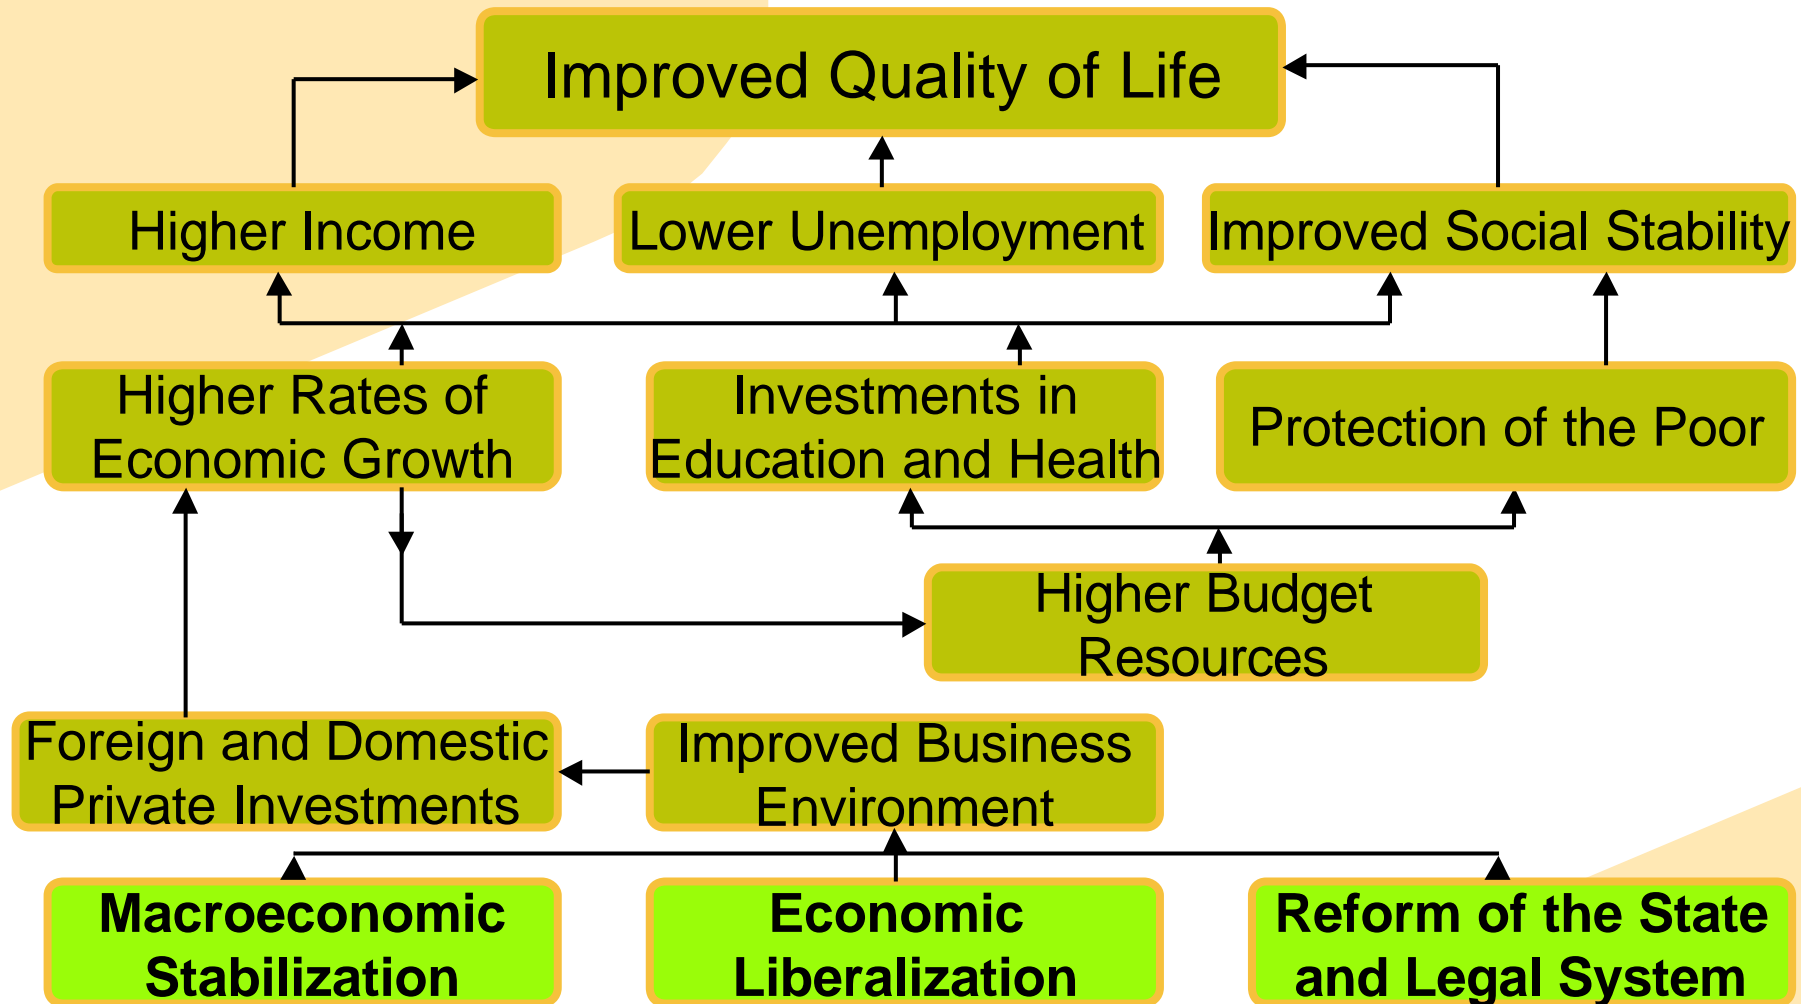 Improved Quality of Life
Higher Income
Lower Unemployment
Improved Social Stability
Higher Rates of
Economic Growth
Investments in
Education and Health
Protection of the Poor
Higher Budget
Resources
Foreign and Domestic
Private Investments
Improved Business
Environment
Macroeconomic
Stabilization
Economic
Liberalization
Reform of the State
and Legal System